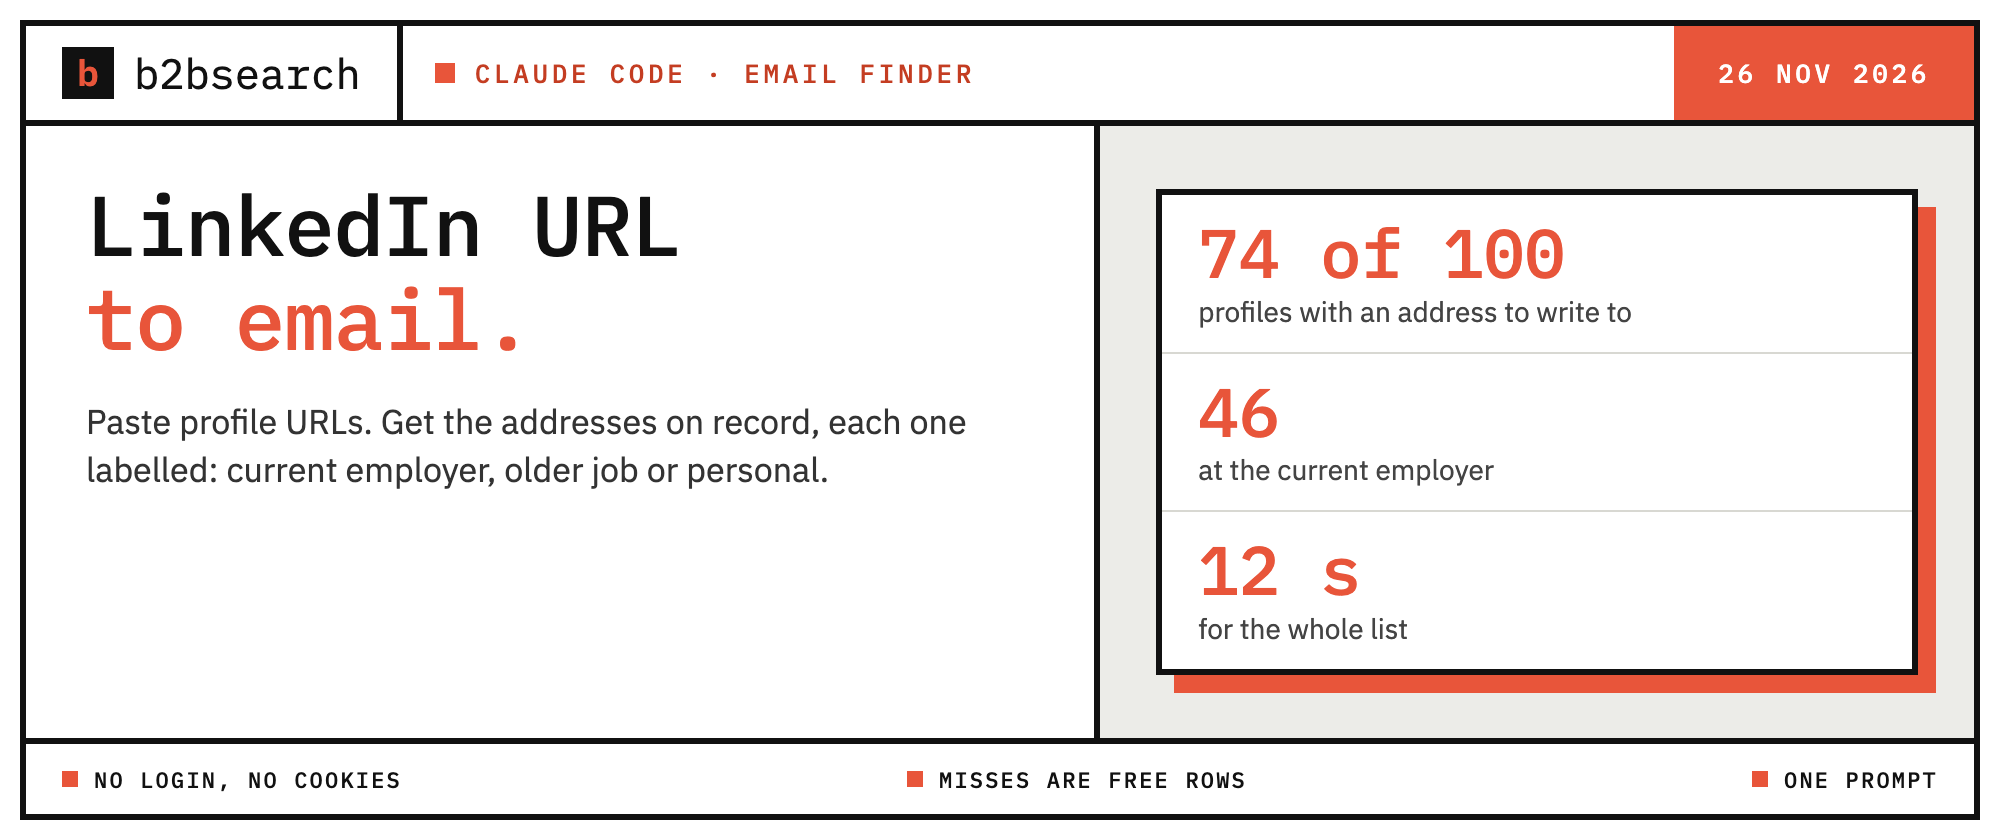 b b2bsearch
CLAUDE CODE · EMAIL FINDER
26 NOV 2026
LinkedIn URL
to email.
Paste profile URLs. Get the addresses on record, each one
labelled: current employer, older job or personal.
74 of 100
profiles with an address to write to
46
at the current employer
12 s
for the whole list
NO LOGIN, NO COOKIES
MISSES ARE FREE ROWS
ONE PROMPT